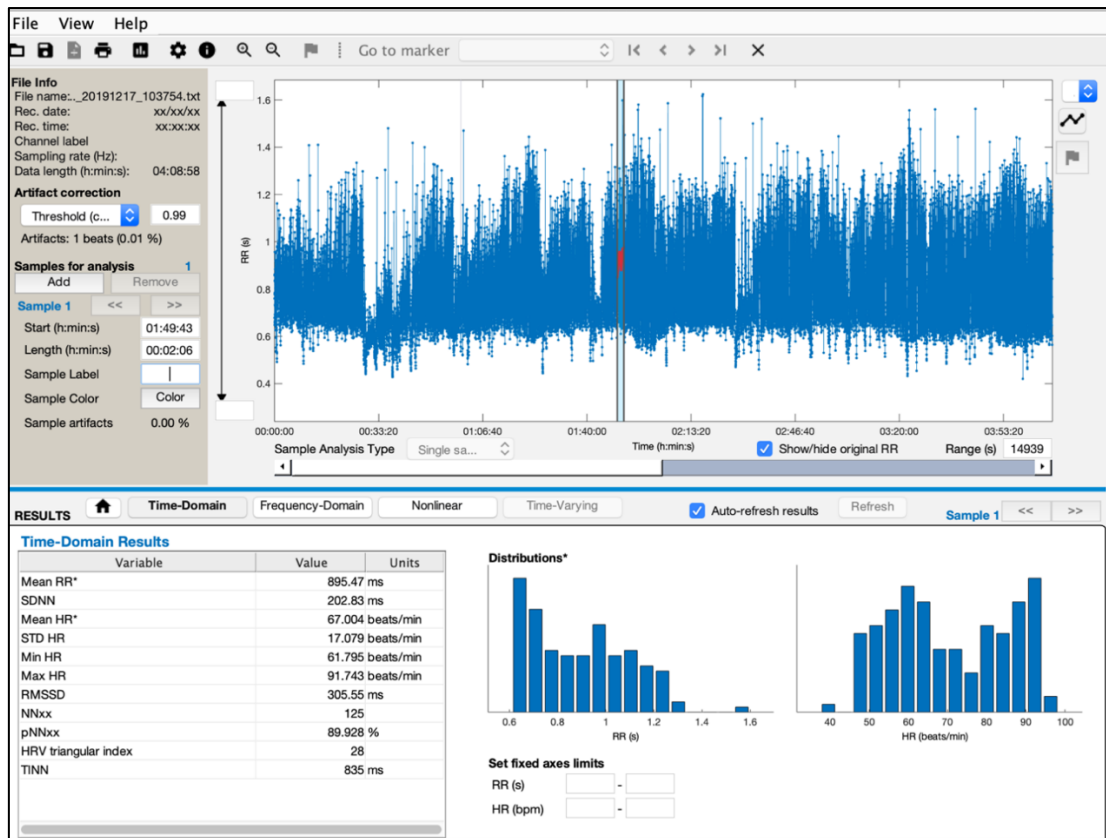 File View Help
Go to marker
File Info
File name:.._20191217_103754.txt
Rec. date: xx/xx/xx
Rec. time: xx:xx:xx
Channel label
Sampling rate (Hz):
Data length (h:min:s): 04:08:58
Artifact correction
Threshold (c... 0.99
Artifacts: 1 beats (0.01 %)
Samples for analysis 1
Add Remove
Sample 1 << >>
Start (h:min:s) 01:49:43
Length (h:min:s) 00:02:06
Sample Label
Sample Color Color
Sample artifacts 0.00 %
RR (s)
1.6
1.4
1.2
1
0.8
0.6
0.4
00:00:00 00:33:20 01:06:40 01:40:00 02:13:20 02:46:40 03:20:00 03:53:20
Sample Analysis Type Single sa... Time (h:min:s) Show/hide original RR Range (s) 14939
RESULTS Time-Domain Frequency-Domain Nonlinear Time-Varying Auto-refresh results Refresh Sample 1 << >>
Time-Domain Results
Variable Value Units
Mean RR* 895.47 ms
SDNN 202.83 ms
Mean HR* 67.004 beats/min
STD HR 17.079 beats/min
Min HR 61.795 beats/min
Max HR 91.743 beats/min
RMSSD 305.55 ms
NNxx 125
pNNxx 89.928 %
HRV triangular index 28
TINN 835 ms
Distributions*
0.6 0.8 1 1.2 1.4 1.6
RR (s)
40 50 60 70 80 90 100
HR (beats/min)
Set fixed axes limits
RR (s) -
HR (bpm) -